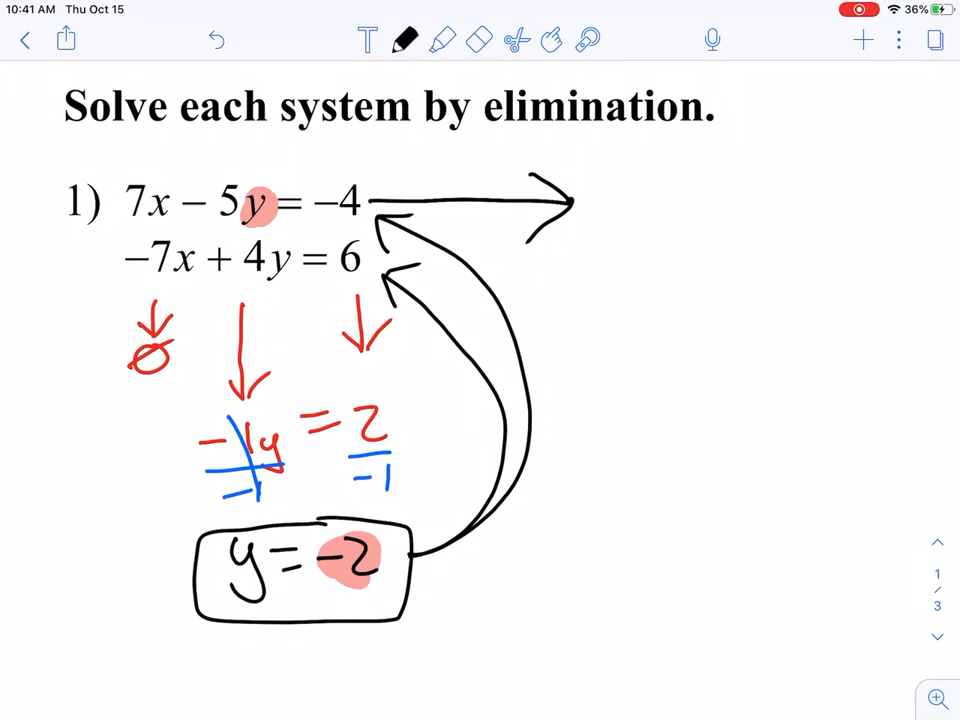 10:41 AM Thu Oct 15
36%
T
Solve each system by elimination.
1) 7x − 5y = −4
−7x + 4y = 6
0
−1y = 2
−1 −1
y = −2
1
/
3